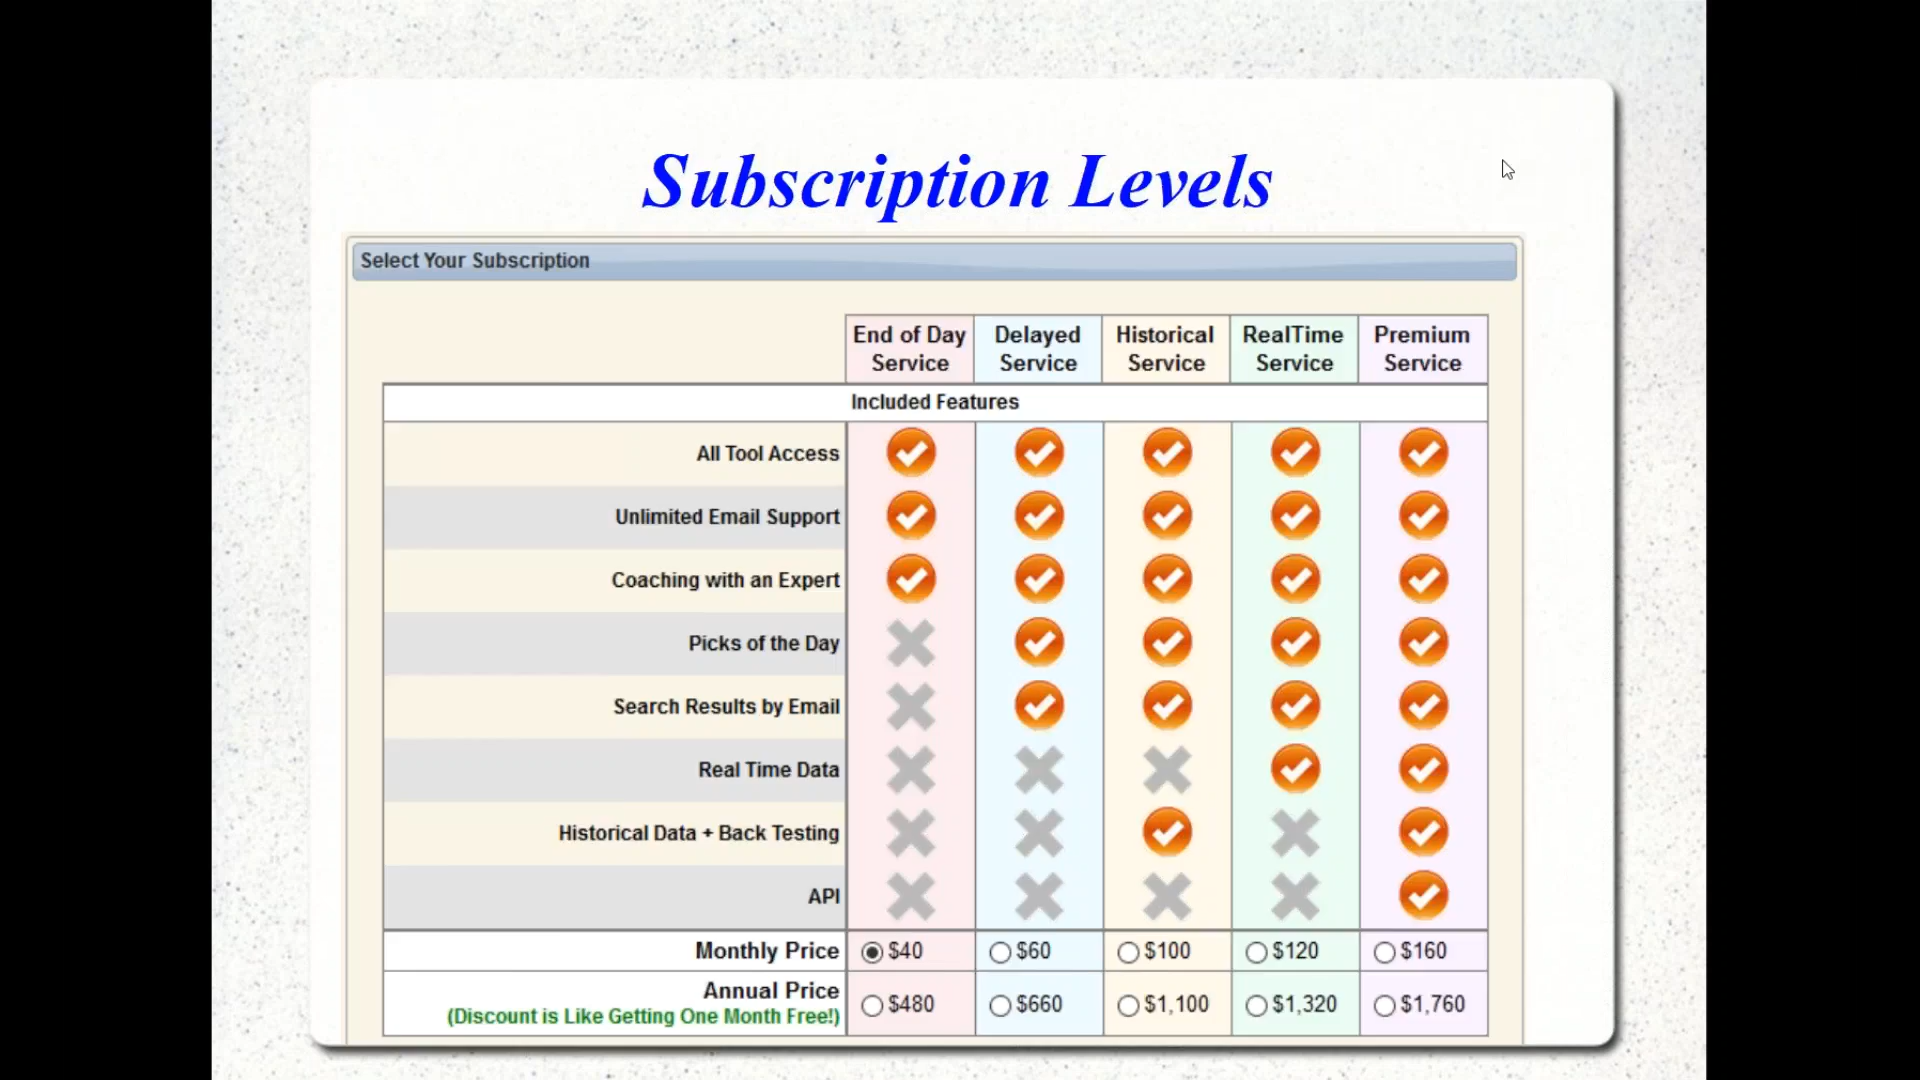 Subscription Levels
Select Your Subscription
End of Day Service Delayed Service Historical Service RealTime Service Premium Service
Included Features
All Tool Access
Unlimited Email Support
Coaching with an Expert
Picks of the Day
Search Results by Email
Real Time Data
Historical Data + Back Testing
API
Monthly Price $40 $60 $100 $120 $160
Annual Price
(Discount is Like Getting One Month Free!) $480 $660 $1,100 $1,320 $1,760